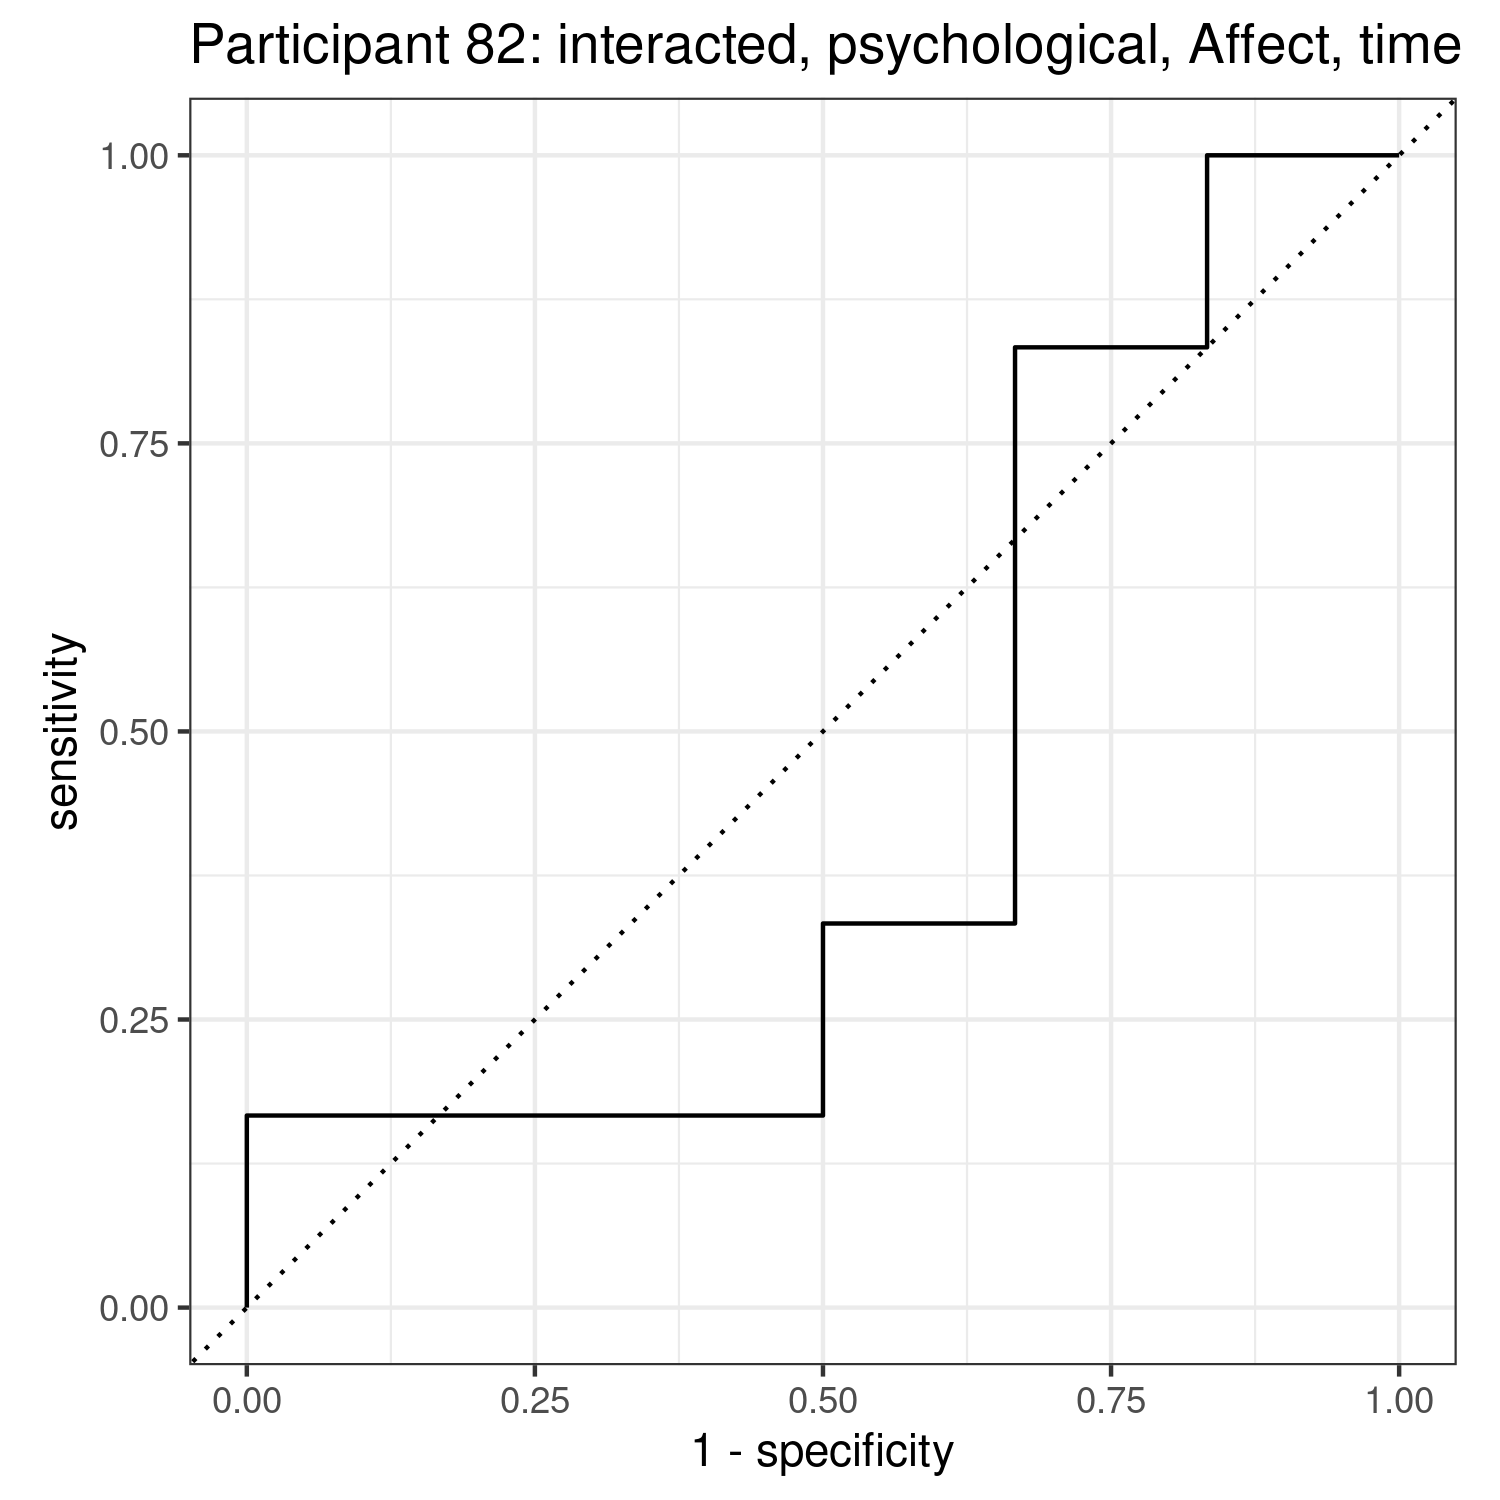 Participant 82: interacted, psychological, Affect, time
1.00
0.75
0.50
0.25
0.00
sensitivity
0.00 0.25 0.50 0.75 1.00
1 - specificity